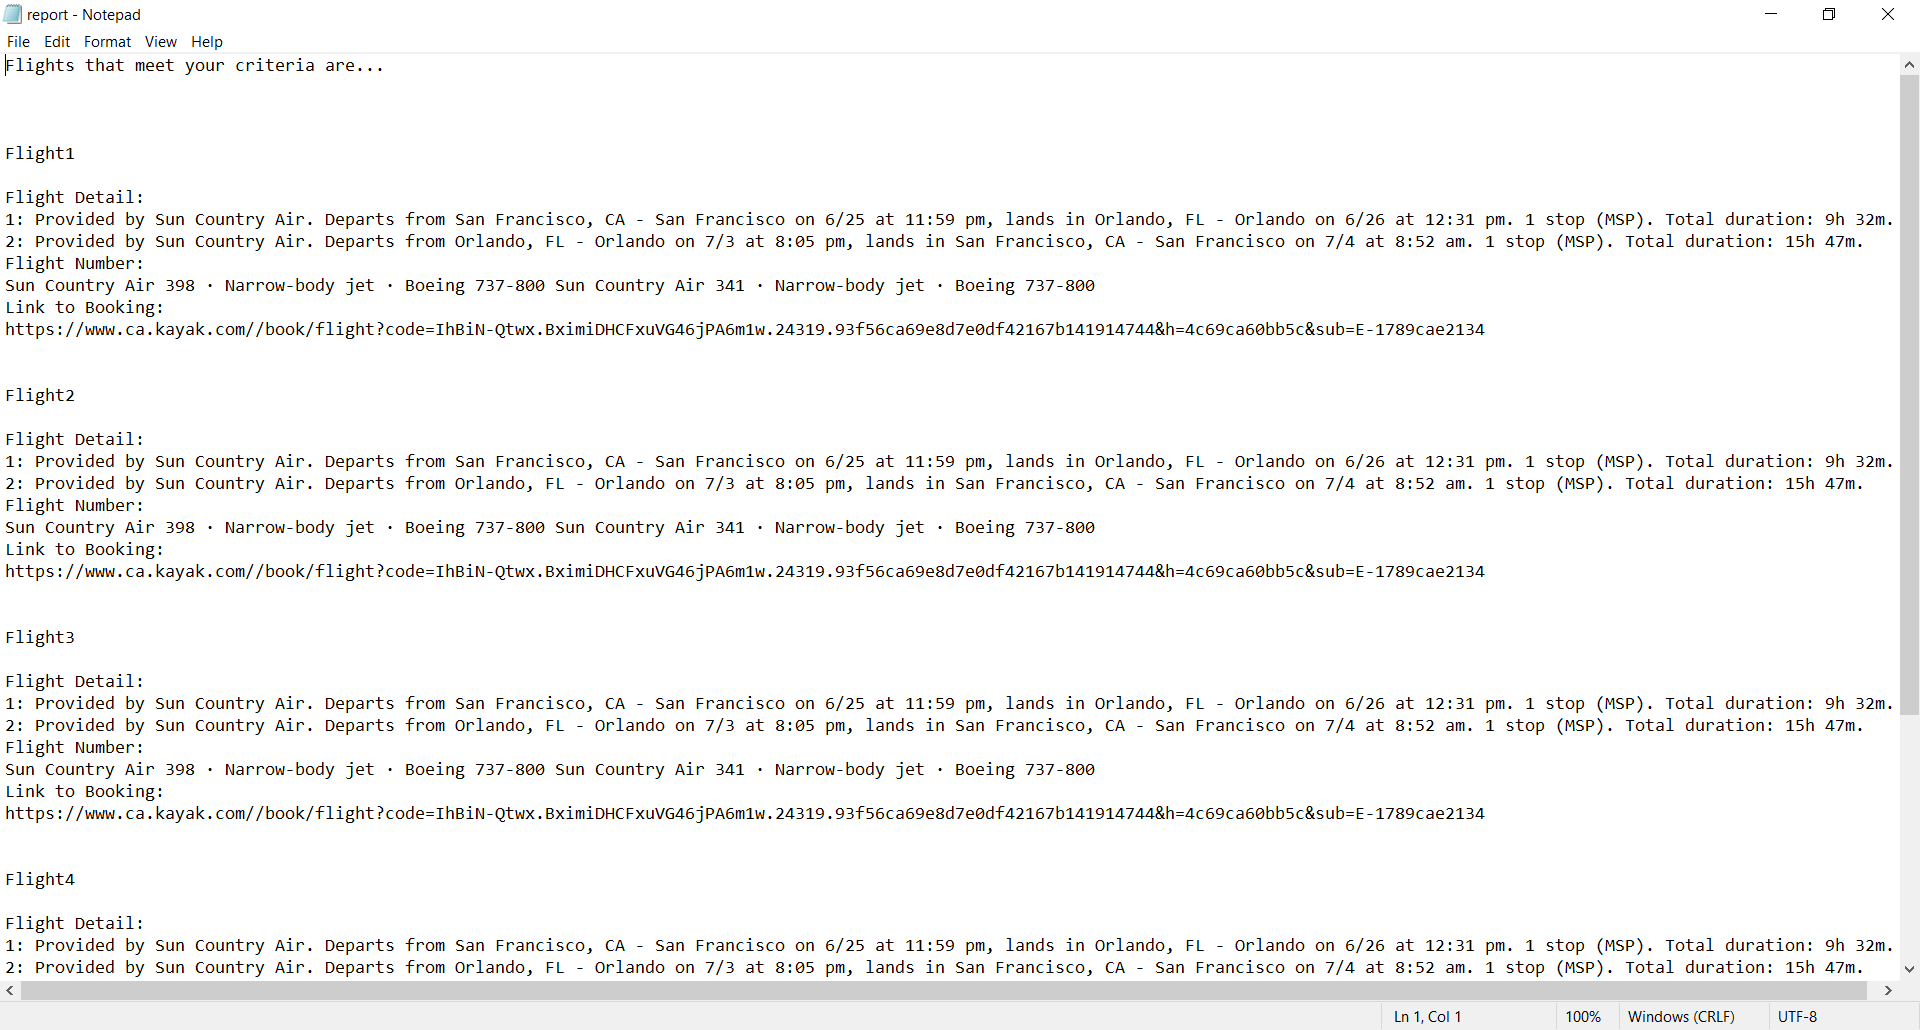 report - Notepad
File Edit Format View Help
Flights that meet your criteria are...
Flight1
Flight Detail:
1: Provided by Sun Country Air. Departs from San Francisco, CA - San Francisco on 6/25 at 11:59 pm, lands in Orlando, FL - Orlando on 6/26 at 12:31 pm. 1 stop (MSP). Total duration: 9h 32m.
2: Provided by Sun Country Air. Departs from Orlando, FL - Orlando on 7/3 at 8:05 pm, lands in San Francisco, CA - San Francisco on 7/4 at 8:52 am. 1 stop (MSP). Total duration: 15h 47m.
Flight Number:
Sun Country Air 398 · Narrow-body jet · Boeing 737-800 Sun Country Air 341 · Narrow-body jet · Boeing 737-800
Link to Booking:
https://www.ca.kayak.com//book/flight?code=IhBiN-Qtwx.BximiDHCFxuVG46jPA6m1w.24319.93f56ca69e8d7e0df42167b141914744&h=4c69ca60bb5c&sub=E-1789cae2134
Flight2
Flight Detail:
1: Provided by Sun Country Air. Departs from San Francisco, CA - San Francisco on 6/25 at 11:59 pm, lands in Orlando, FL - Orlando on 6/26 at 12:31 pm. 1 stop (MSP). Total duration: 9h 32m.
2: Provided by Sun Country Air. Departs from Orlando, FL - Orlando on 7/3 at 8:05 pm, lands in San Francisco, CA - San Francisco on 7/4 at 8:52 am. 1 stop (MSP). Total duration: 15h 47m.
Flight Number:
Sun Country Air 398 · Narrow-body jet · Boeing 737-800 Sun Country Air 341 · Narrow-body jet · Boeing 737-800
Link to Booking:
https://www.ca.kayak.com//book/flight?code=IhBiN-Qtwx.BximiDHCFxuVG46jPA6m1w.24319.93f56ca69e8d7e0df42167b141914744&h=4c69ca60bb5c&sub=E-1789cae2134
Flight3
Flight Detail:
1: Provided by Sun Country Air. Departs from San Francisco, CA - San Francisco on 6/25 at 11:59 pm, lands in Orlando, FL - Orlando on 6/26 at 12:31 pm. 1 stop (MSP). Total duration: 9h 32m.
2: Provided by Sun Country Air. Departs from Orlando, FL - Orlando on 7/3 at 8:05 pm, lands in San Francisco, CA - San Francisco on 7/4 at 8:52 am. 1 stop (MSP). Total duration: 15h 47m.
Flight Number:
Sun Country Air 398 · Narrow-body jet · Boeing 737-800 Sun Country Air 341 · Narrow-body jet · Boeing 737-800
Link to Booking:
https://www.ca.kayak.com//book/flight?code=IhBiN-Qtwx.BximiDHCFxuVG46jPA6m1w.24319.93f56ca69e8d7e0df42167b141914744&h=4c69ca60bb5c&sub=E-1789cae2134
Flight4
Flight Detail:
1: Provided by Sun Country Air. Departs from San Francisco, CA - San Francisco on 6/25 at 11:59 pm, lands in Orlando, FL - Orlando on 6/26 at 12:31 pm. 1 stop (MSP). Total duration: 9h 32m.
2: Provided by Sun Country Air. Departs from Orlando, FL - Orlando on 7/3 at 8:05 pm, lands in San Francisco, CA - San Francisco on 7/4 at 8:52 am. 1 stop (MSP). Total duration: 15h 47m.
Ln 1, Col 1 100% Windows (CRLF) UTF-8